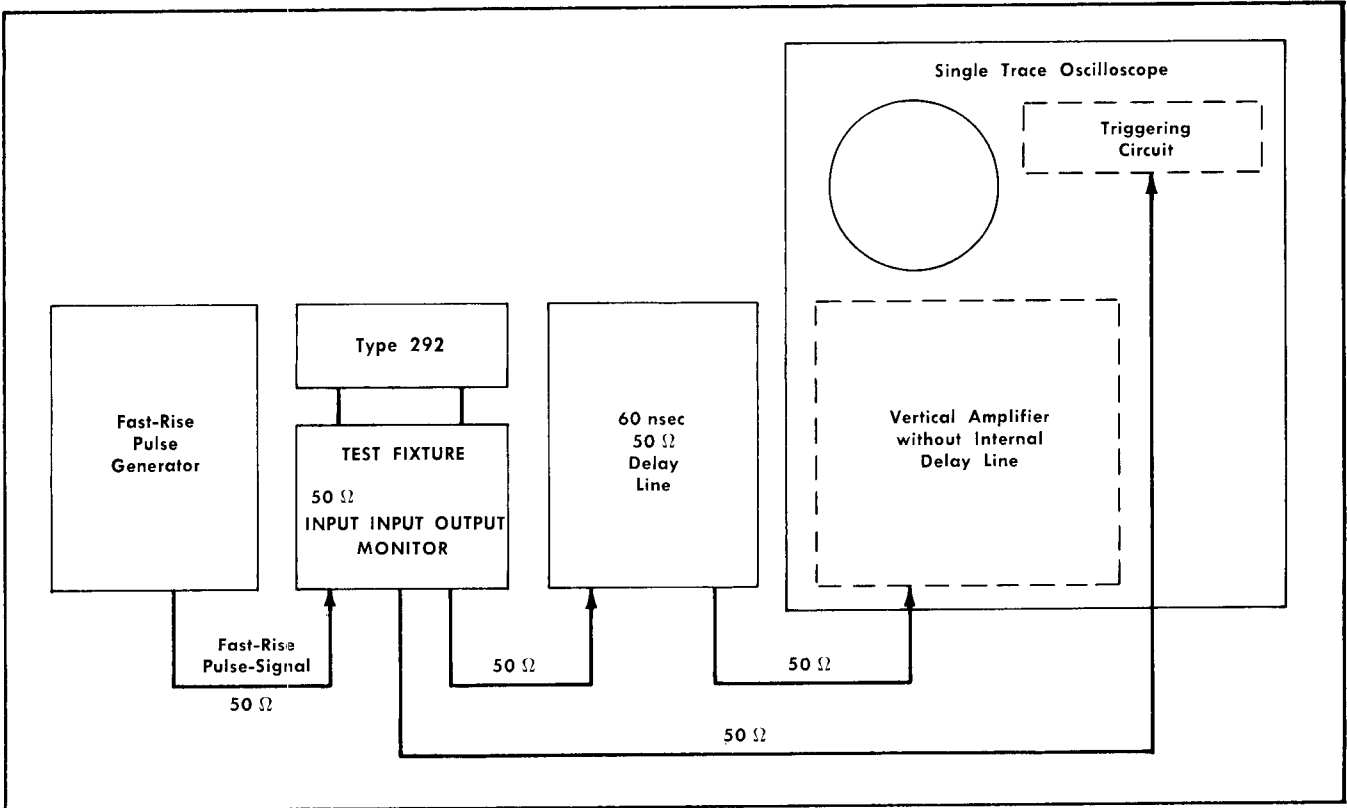 Single Trace Oscilloscope
Triggering
Circuit
Fast-Rise
Pulse
Generator
Type 292
TEST FIXTURE
50 Ω
INPUT INPUT OUTPUT
MONITOR
60 nsec
50 Ω
Delay
Line
Vertical Amplifier
without Internal
Delay Line
Fast-Rise
Pulse-Signal
50 Ω
50 Ω
50 Ω
50 Ω